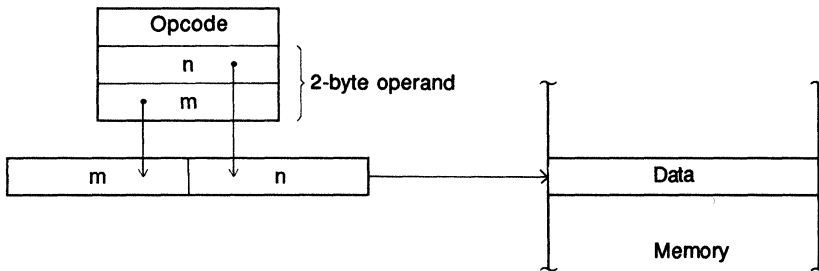 Opcode
n
2-byte operand
m
m
n
Data
Memory